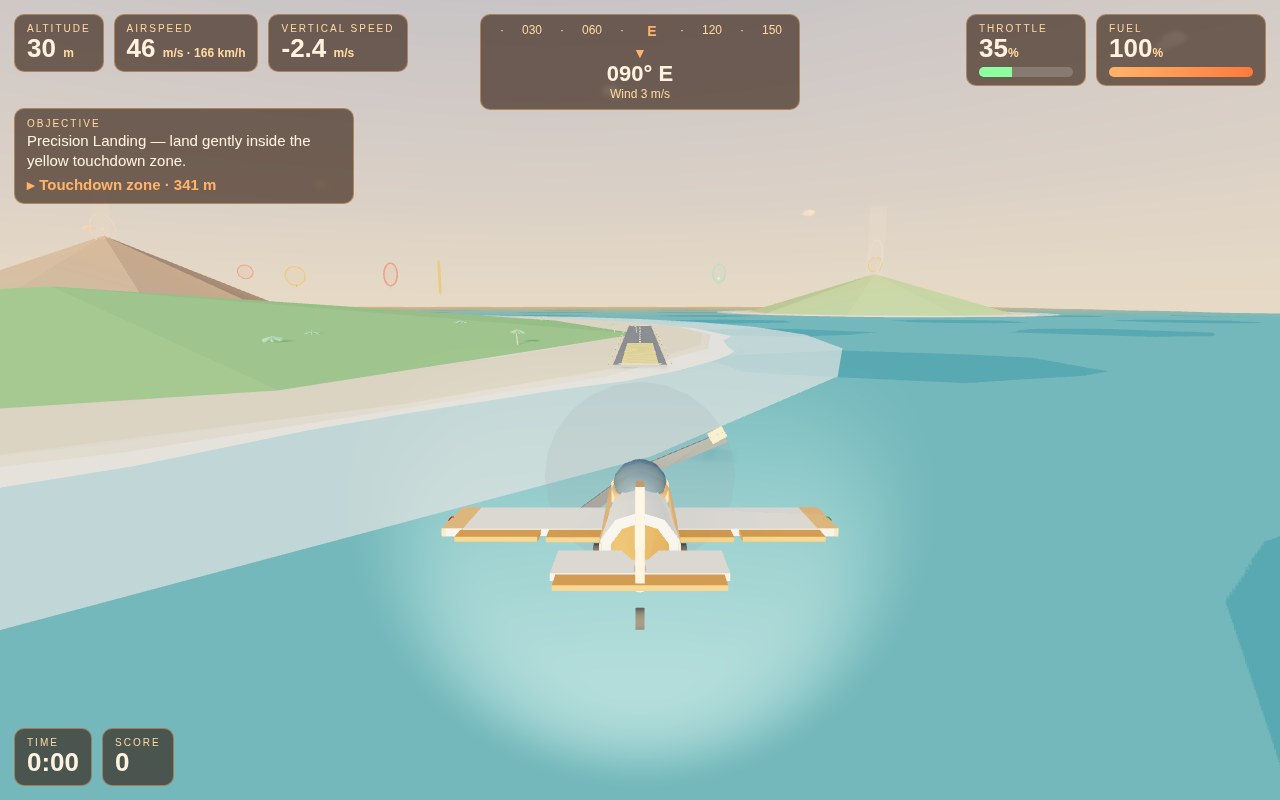 ALTITUDE
30 m
AIRSPEED
46 m/s · 166 km/h
VERTICAL SPEED
-2.4 m/s
· 030 · 060 · E · 120 · 150
090° E
Wind 3 m/s
THROTTLE
35%
FUEL
100%
OBJECTIVE
Precision Landing — land gently inside the
yellow touchdown zone.
▸ Touchdown zone · 341 m
TIME
0:00
SCORE
0